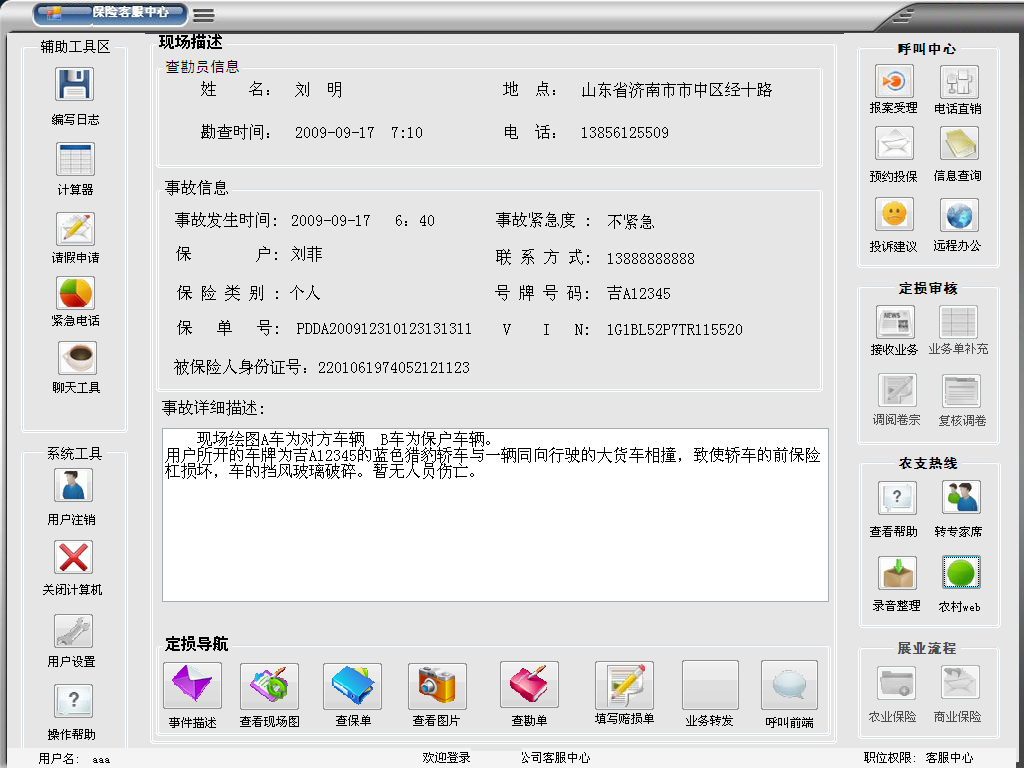 保险客服中心
辅助工具区
编写日志
计算器
请假申请
紧急电话
聊天工具
系统工具
用户注销
关闭计算机
用户设置
操作帮助
现场描述
查勘员信息
姓 名: 刘 明 地 点: 山东省济南市市中区经十路
勘查时间: 2009-09-17 7:10 电 话: 13856125509
事故信息
事故发生时间: 2009-09-17 6: 40 事故紧急度 : 不紧急
保 户: 刘菲 联 系 方 式: 13888888888
保 险 类 别 : 个人 号 牌 号 码: 吉A12345
保 单 号: PDDA200912310123131311 V I N: 1G1BL52P7TR115520
被保险人身份证号: 2201061974052121123
事故详细描述:
现场绘图A车为对方车辆 B车为保户车辆。
用户所开的车牌为吉A12345的蓝色猎豹轿车与一辆同向行驶的大货车相撞，致使轿车的前保险
杠损坏，车的挡风玻璃破碎。暂无人员伤亡。
定损导航
事件描述 查看现场图 查保单 查看图片 查勘单 填写赔损单 业务转发 呼叫前端
呼叫中心
报案受理 电话直销
预约投保 信息查询
投诉建议 远程办公
定损审核
NEWS
接收业务 业务单补充
调阅卷宗 复核调卷
农支热线
查看帮助 转专家席
录音整理 农村web
展业流程
农业保险 商业保险
用户名: aaa 欢迎登录 公司客服中心 职位权限: 客服中心